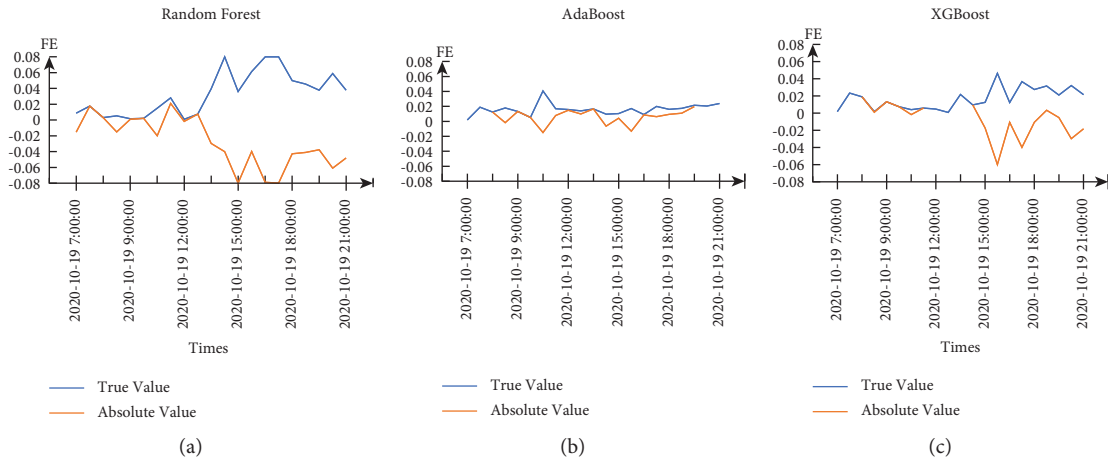 Random Forest
FE
0.08
0.06
0.04
0.02
0
-0.02
-0.04
-0.06
-0.08
2020-10-19 7:00:00
2020-10-19 9:00:00
2020-10-19 12:00:00
2020-10-19 15:00:00
2020-10-19 18:00:00
2020-10-19 21:00:00
Times
True Value
Absolute Value
(a)
AdaBoost
FE
0.08
0.06
0.04
0.02
0
-0.02
-0.04
-0.06
-0.08
2020-10-19 7:00:00
2020-10-19 9:00:00
2020-10-19 12:00:00
2020-10-19 15:00:00
2020-10-19 18:00:00
2020-10-19 21:00:00
True Value
Absolute Value
(b)
XGBoost
FE
0.08
0.06
0.04
0.02
0
-0.02
-0.04
-0.06
-0.08
2020-10-19 7:00:00
2020-10-19 9:00:00
2020-10-19 12:00:00
2020-10-19 15:00:00
2020-10-19 18:00:00
2020-10-19 21:00:00
Times
True Value
Absolute Value
(c)